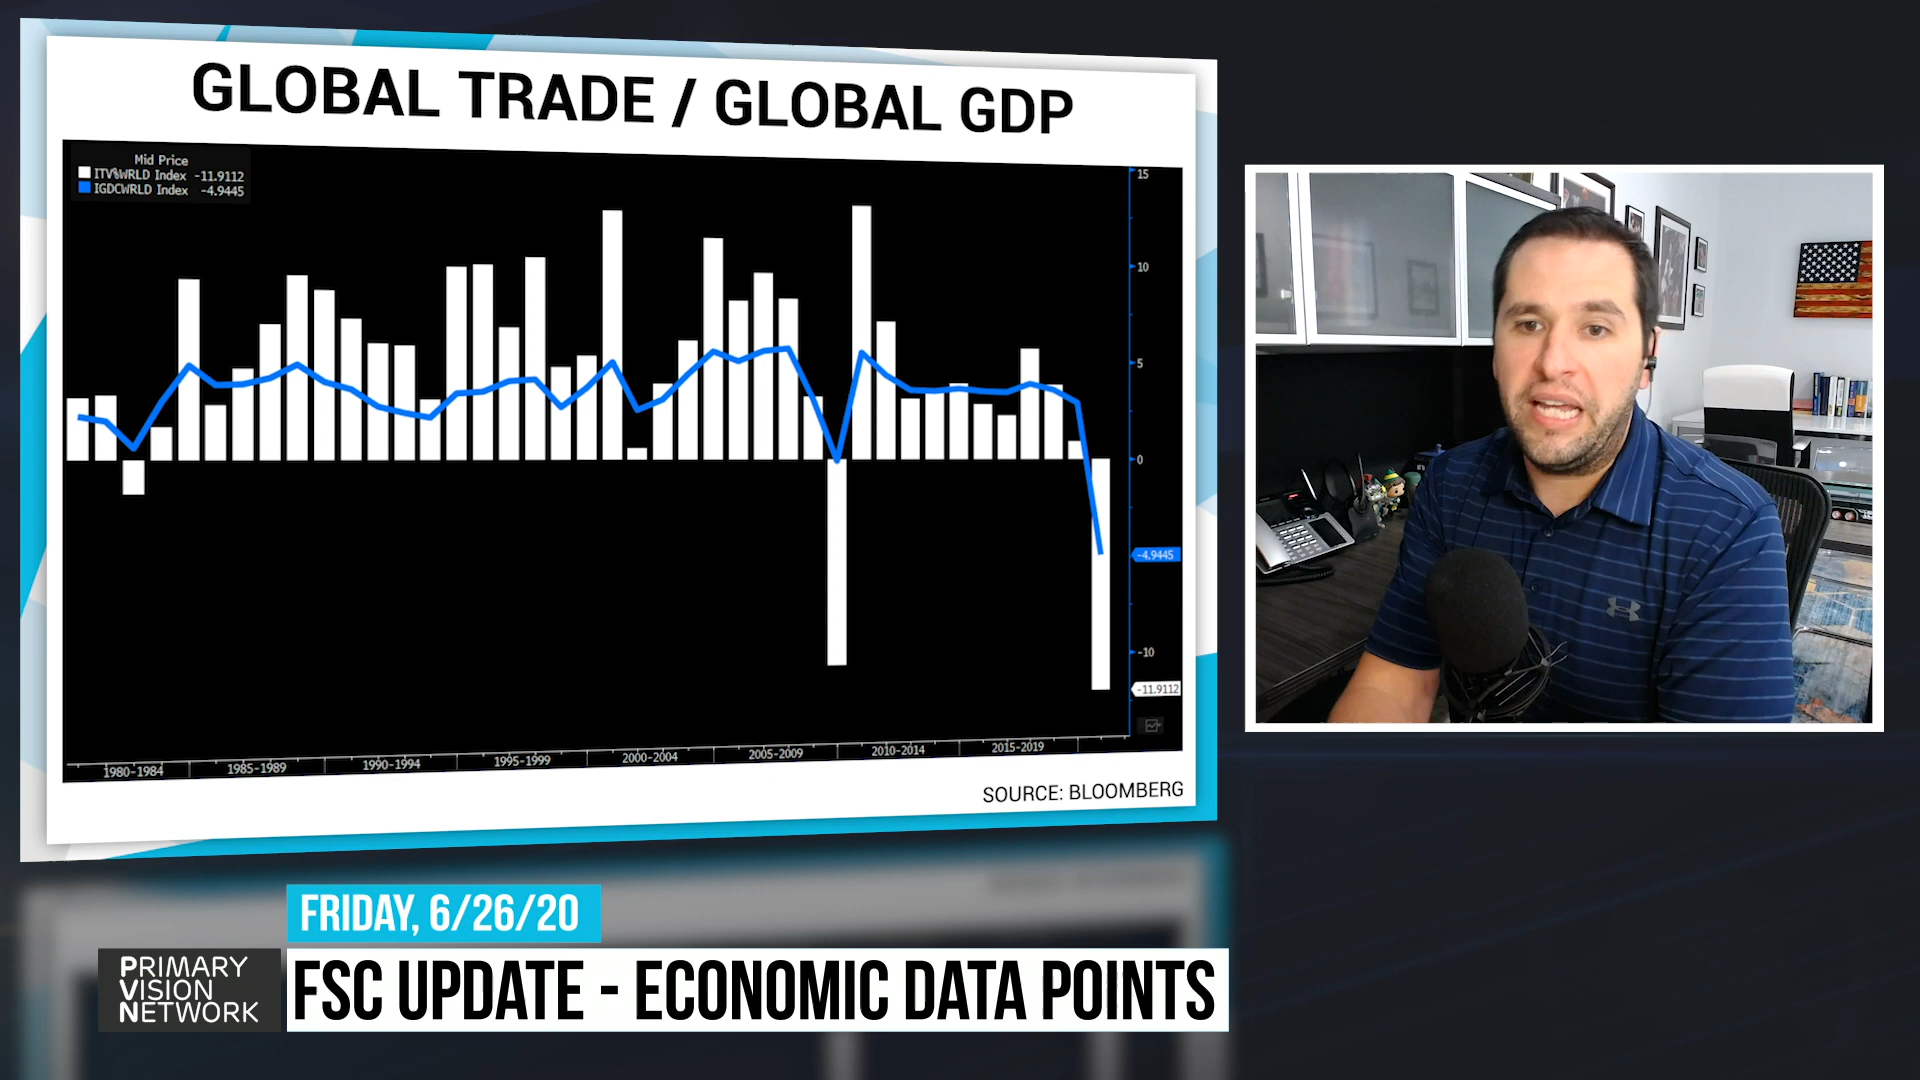 GLOBAL TRADE / GLOBAL GDP
Mid Price
ITV%WRLD Index -11.9112
IGDCWRLD Index -4.9445
15
10
5
0
-4.9445
-10
-11.9112
1980-1984
1985-1989
1990-1994
1995-1999
2000-2004
2005-2009
2010-2014
2015-2019
SOURCE: BLOOMBERG
FRIDAY, 6/26/20
PRIMARY
VISION
NETWORK
FSC UPDATE - ECONOMIC DATA POINTS